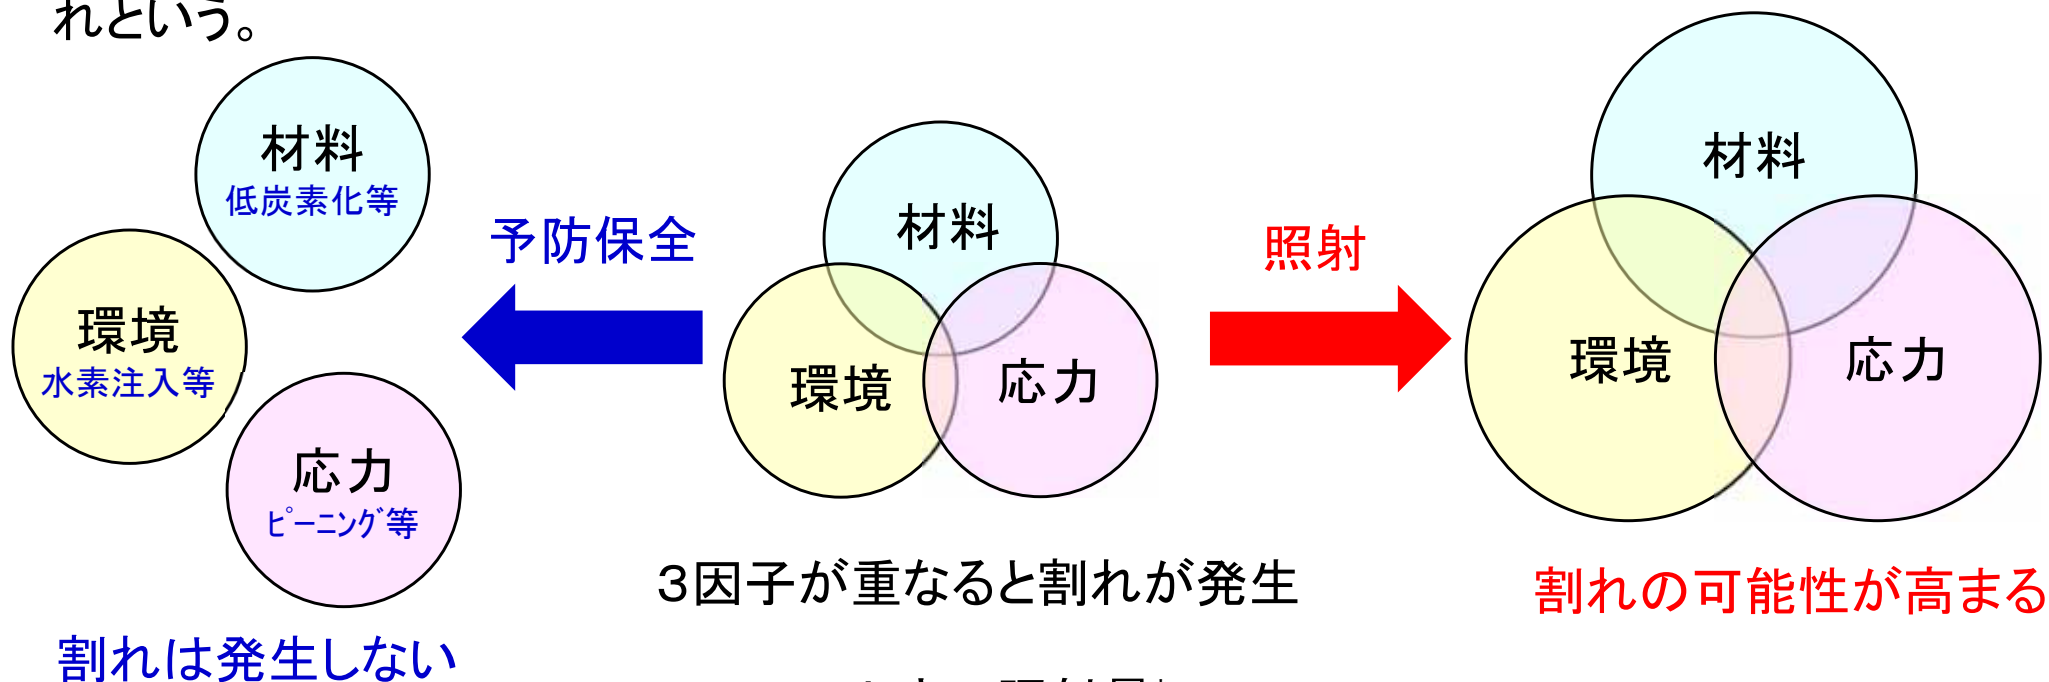 れという。
材料
低炭素化等
環境
水素注入等
応力
ﾋﾟｰﾆﾝｸﾞ等
割れは発生しない
予防保全
材料
環境
応力
３因子が重なると割れが発生
照射
材料
環境
応力
割れの可能性が高まる